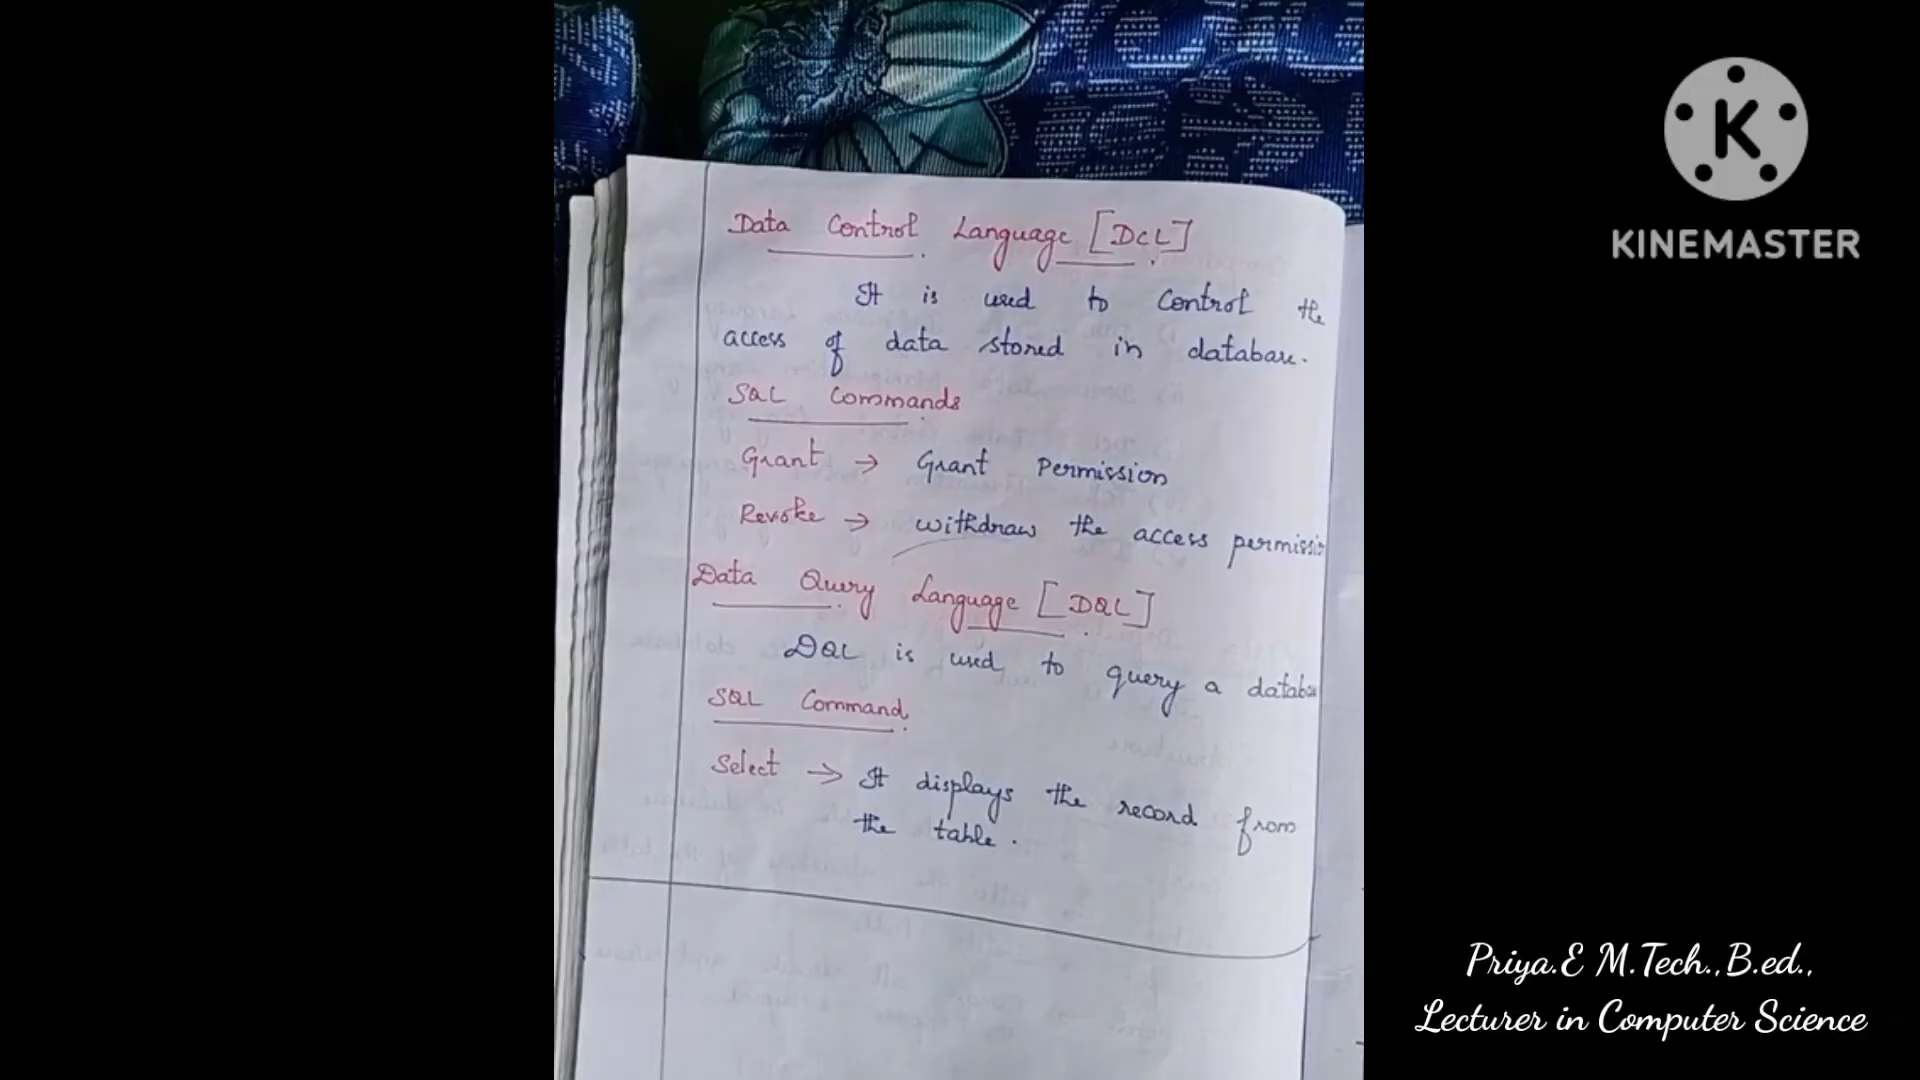 Data Control Language [DCL]
It is used to control the
access of data stored in database.
SQL Commands
Grant → Grant Permission
Revoke → withdraw the access permission
Data Query Language [DQL]
DQL is used to query a database
SQL Command
Select → It displays the record from
the table.
KINEMASTER
Priya.E M.Tech.,B.ed.,
Lecturer in Computer Science